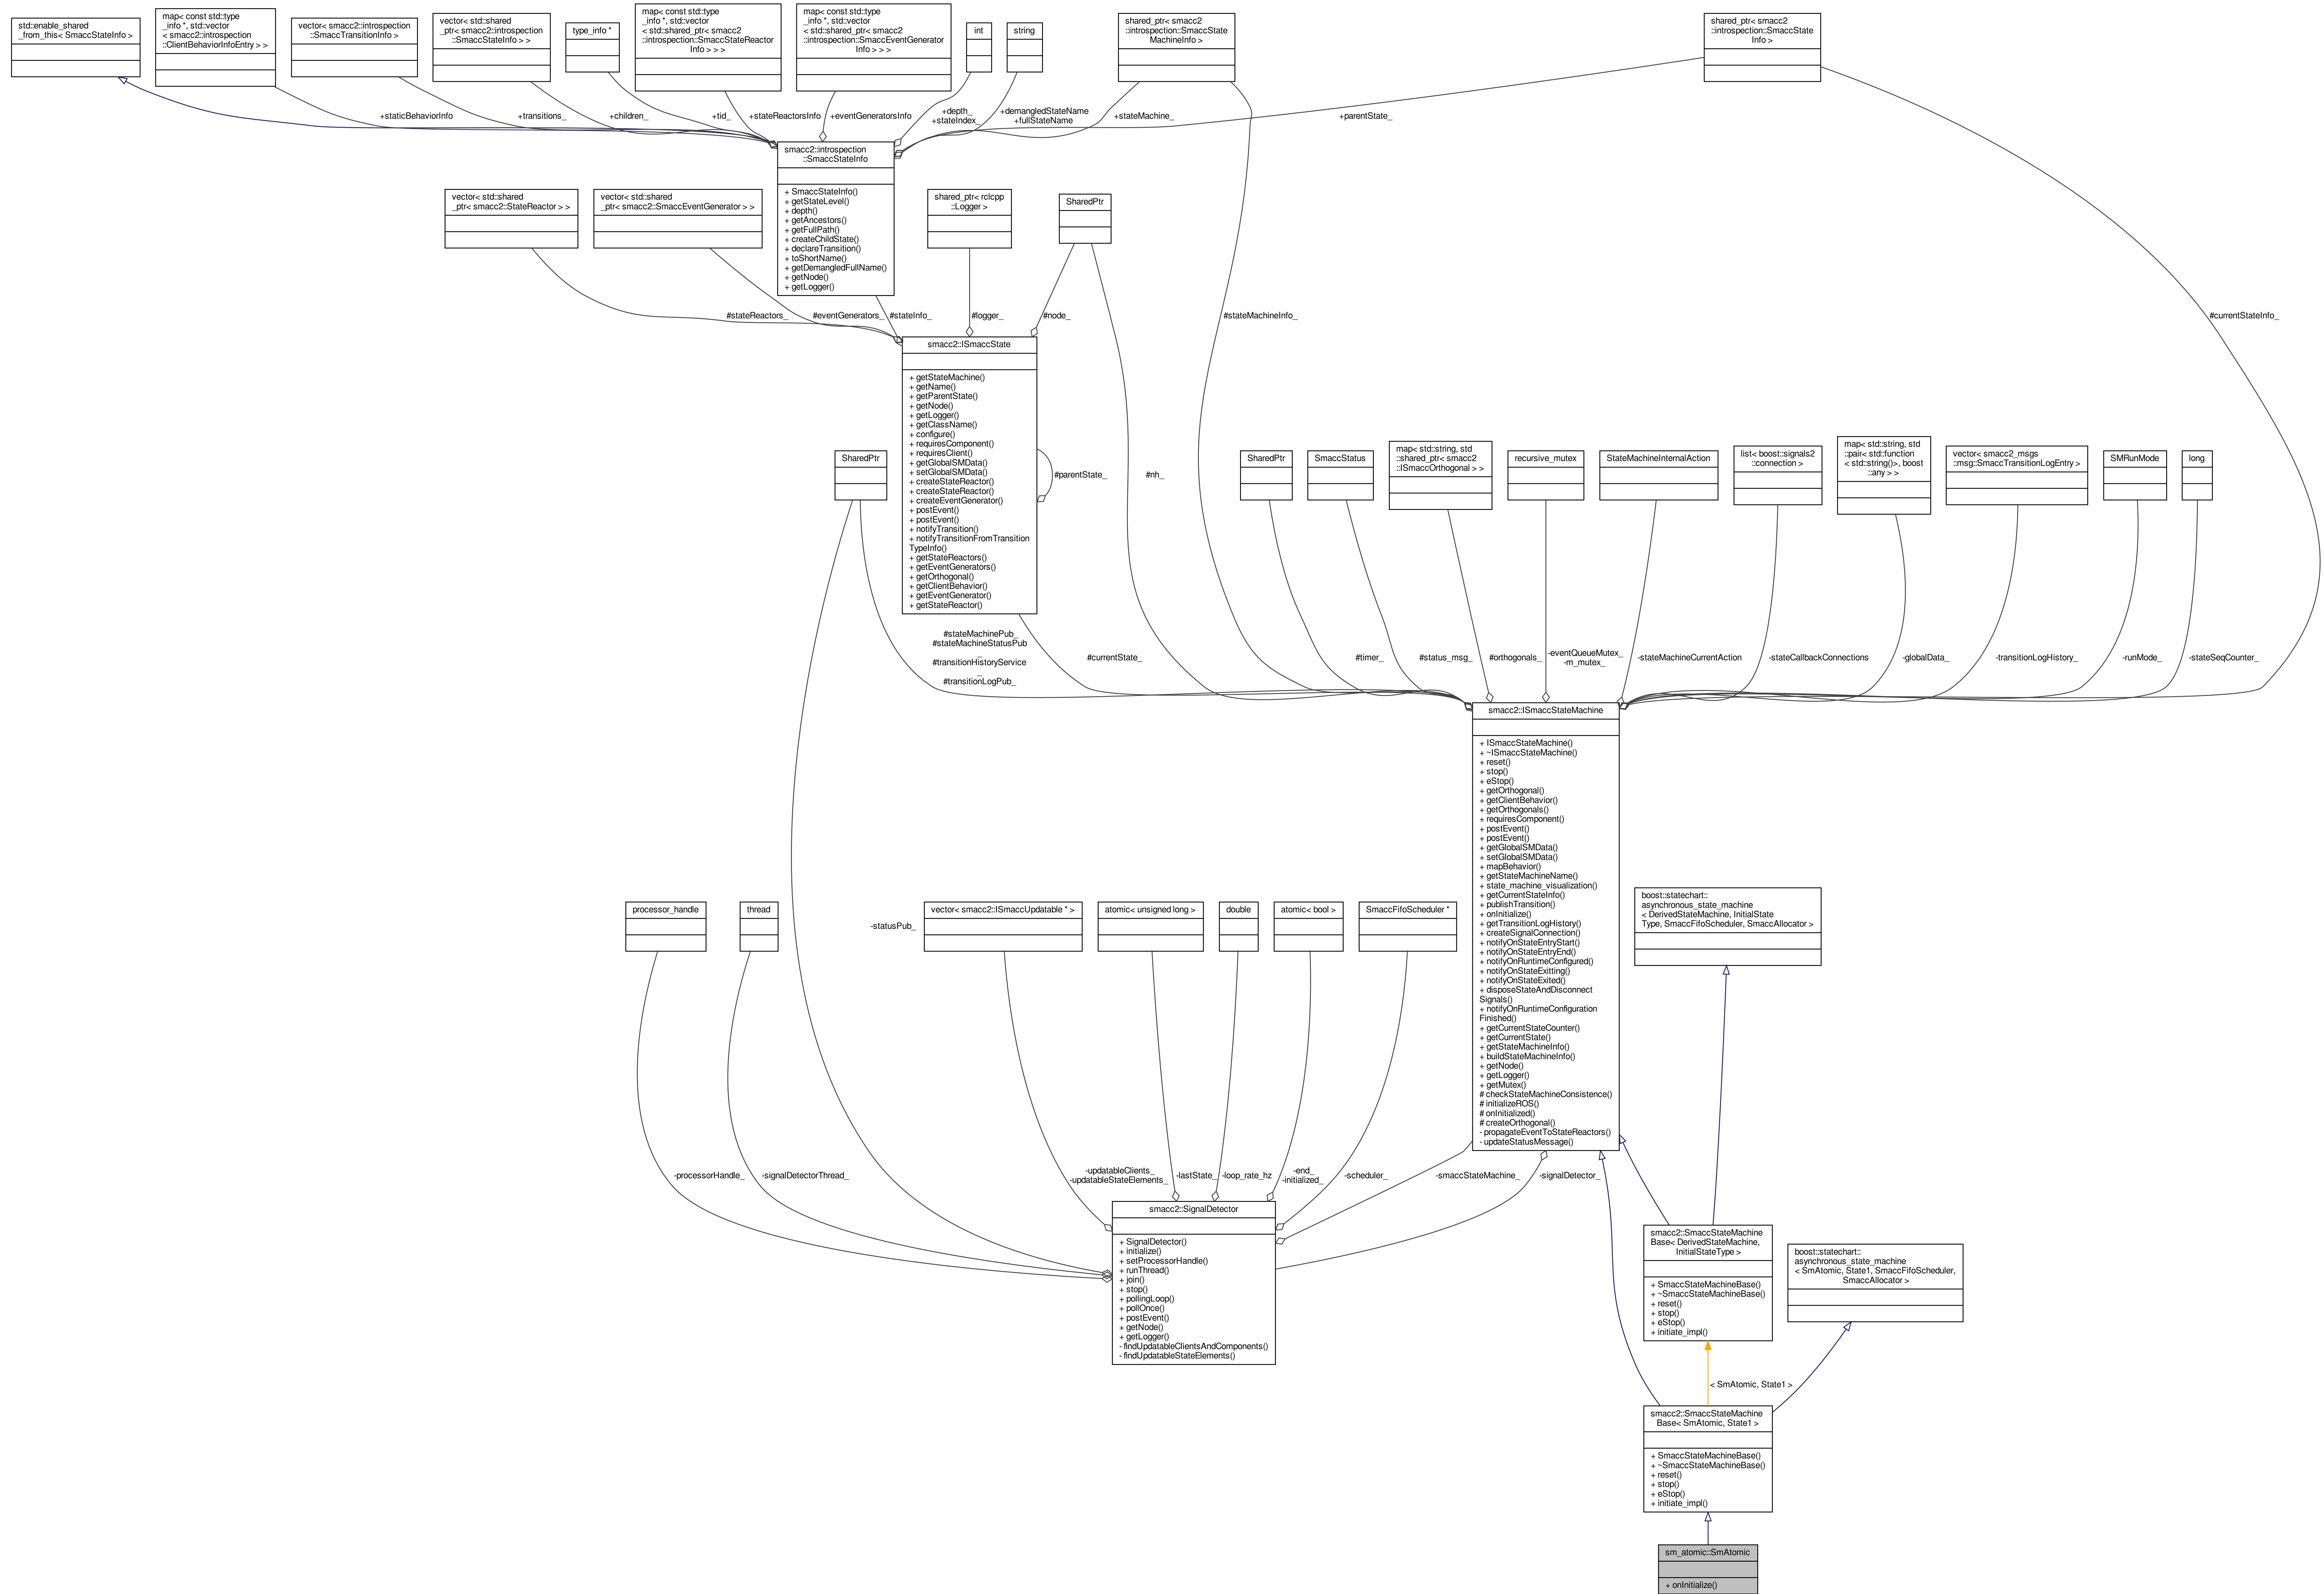 std::enable_shared
_from_this< SmaccStateInfo >
map< const std::type
_info *, std::vector
< smacc2::introspection
::ClientBehaviorInfoEntry > >
vector< smacc2::introspection
::SmaccTransitionInfo >
vector< std::shared
_ptr< smacc2::introspection
::SmaccStateInfo > >
type_info *
map< const std::type
_info *, std::vector
< std::shared_ptr< smacc2
::introspection::SmaccStateReactor
Info > > >
map< const std::type
_info *, std::vector
< std::shared_ptr< smacc2
::introspection::SmaccEventGenerator
Info > > >
int
string
shared_ptr< smacc2
::introspection::SmaccState
MachineInfo >
shared_ptr< smacc2
::introspection::SmaccState
Info >
+staticBehaviorInfo
+transitions_
+children_
+tid_
+stateReactorsInfo
+eventGeneratorsInfo
+depth_
+stateIndex_
+demangledStateName
+fullStateName
+stateMachine_
+parentState_
smacc2::introspection
::SmaccStateInfo
+ SmaccStateInfo()
+ getStateLevel()
+ depth()
+ getAncestors()
+ getFullPath()
+ createChildState()
+ declareTransition()
+ toShortName()
+ getDemangledFullName()
+ getNode()
+ getLogger()
vector< std::shared
_ptr< smacc2::StateReactor > >
vector< std::shared
_ptr< smacc2::SmaccEventGenerator > >
shared_ptr< rclcpp
::Logger >
SharedPtr
#stateReactors_
#eventGenerators_
#stateInfo_
#logger_
#node_
#stateMachineInfo_
#currentStateInfo_
smacc2::ISmaccState
+ getStateMachine()
+ getName()
+ getParentState()
+ getNode()
+ getLogger()
+ getClassName()
+ configure()
+ requiresComponent()
+ requiresClient()
+ getGlobalSMData()
+ setGlobalSMData()
+ createStateReactor()
+ createStateReactor()
+ createEventGenerator()
+ postEvent()
+ postEvent()
+ notifyTransition()
+ notifyTransitionFromTransition
TypeInfo()
+ getStateReactors()
+ getEventGenerators()
+ getOrthogonal()
+ getClientBehavior()
+ getEventGenerator()
+ getStateReactor()
#parentState_
#nh_
SharedPtr
SharedPtr
SmaccStatus
map< std::string, std
::shared_ptr< smacc2
::ISmaccOrthogonal > >
recursive_mutex
StateMachineInternalAction
list< boost::signals2
::connection >
map< std::string, std
::pair< std::function
< std::string()>, boost
::any > >
vector< smacc2_msgs
::msg::SmaccTransitionLogEntry >
SMRunMode
long
#stateMachinePub_
#stateMachineStatusPub
_
#transitionHistoryService
_
#transitionLogPub_
#currentState_
#timer_
#status_msg_
#orthogonals_
-eventQueueMutex_
-m_mutex_
-stateMachineCurrentAction
-stateCallbackConnections
-globalData_
-transitionLogHistory_
-runMode_
-stateSeqCounter_
smacc2::ISmaccStateMachine
+ ISmaccStateMachine()
+ ~ISmaccStateMachine()
+ reset()
+ stop()
+ eStop()
+ getOrthogonal()
+ getClientBehavior()
+ getOrthogonals()
+ requiresComponent()
+ postEvent()
+ postEvent()
+ getGlobalSMData()
+ setGlobalSMData()
+ mapBehavior()
+ getStateMachineName()
+ state_machine_visualization()
+ getCurrentStateInfo()
+ publishTransition()
+ onInitialize()
+ getTransitionLogHistory()
+ createSignalConnection()
+ notifyOnStateEntryStart()
+ notifyOnStateEntryEnd()
+ notifyOnRuntimeConfigured()
+ notifyOnStateExitting()
+ notifyOnStateExited()
+ disposeStateAndDisconnect
Signals()
+ notifyOnRuntimeConfiguration
Finished()
+ getCurrentStateCounter()
+ getCurrentState()
+ getStateMachineInfo()
+ buildStateMachineInfo()
+ getNode()
+ getLogger()
+ getMutex()
# checkStateMachineConsistence()
# initializeROS()
# onInitialized()
# createOrthogonal()
- propagateEventToStateReactors()
- updateStatusMessage()
processor_handle
thread
-statusPub_
vector< smacc2::ISmaccUpdatable * >
atomic< unsigned long >
double
atomic< bool >
SmaccFifoScheduler *
boost::statechart::
asynchronous_state_machine
< DerivedStateMachine, InitialState
Type, SmaccFifoScheduler, SmaccAllocator >
-processorHandle_
-signalDetectorThread_
-updatableClients_
-updatableStateElements_
-lastState_
-loop_rate_hz
-end_
-initialized_
-scheduler_
-smaccStateMachine_
-signalDetector_
smacc2::SignalDetector
+ SignalDetector()
+ initialize()
+ setProcessorHandle()
+ runThread()
+ join()
+ stop()
+ pollingLoop()
+ pollOnce()
+ postEvent()
+ getNode()
+ getLogger()
- findUpdatableClientsAndComponents()
- findUpdatableStateElements()
smacc2::SmaccStateMachine
Base< DerivedStateMachine,
InitialStateType >
+ SmaccStateMachineBase()
+ ~SmaccStateMachineBase()
+ reset()
+ stop()
+ eStop()
+ initiate_impl()
boost::statechart::
asynchronous_state_machine
< SmAtomic, State1, SmaccFifoScheduler,
SmaccAllocator >
< SmAtomic, State1 >
smacc2::SmaccStateMachine
Base< SmAtomic, State1 >
+ SmaccStateMachineBase()
+ ~SmaccStateMachineBase()
+ reset()
+ stop()
+ eStop()
+ initiate_impl()
sm_atomic::SmAtomic
+ onInitialize()